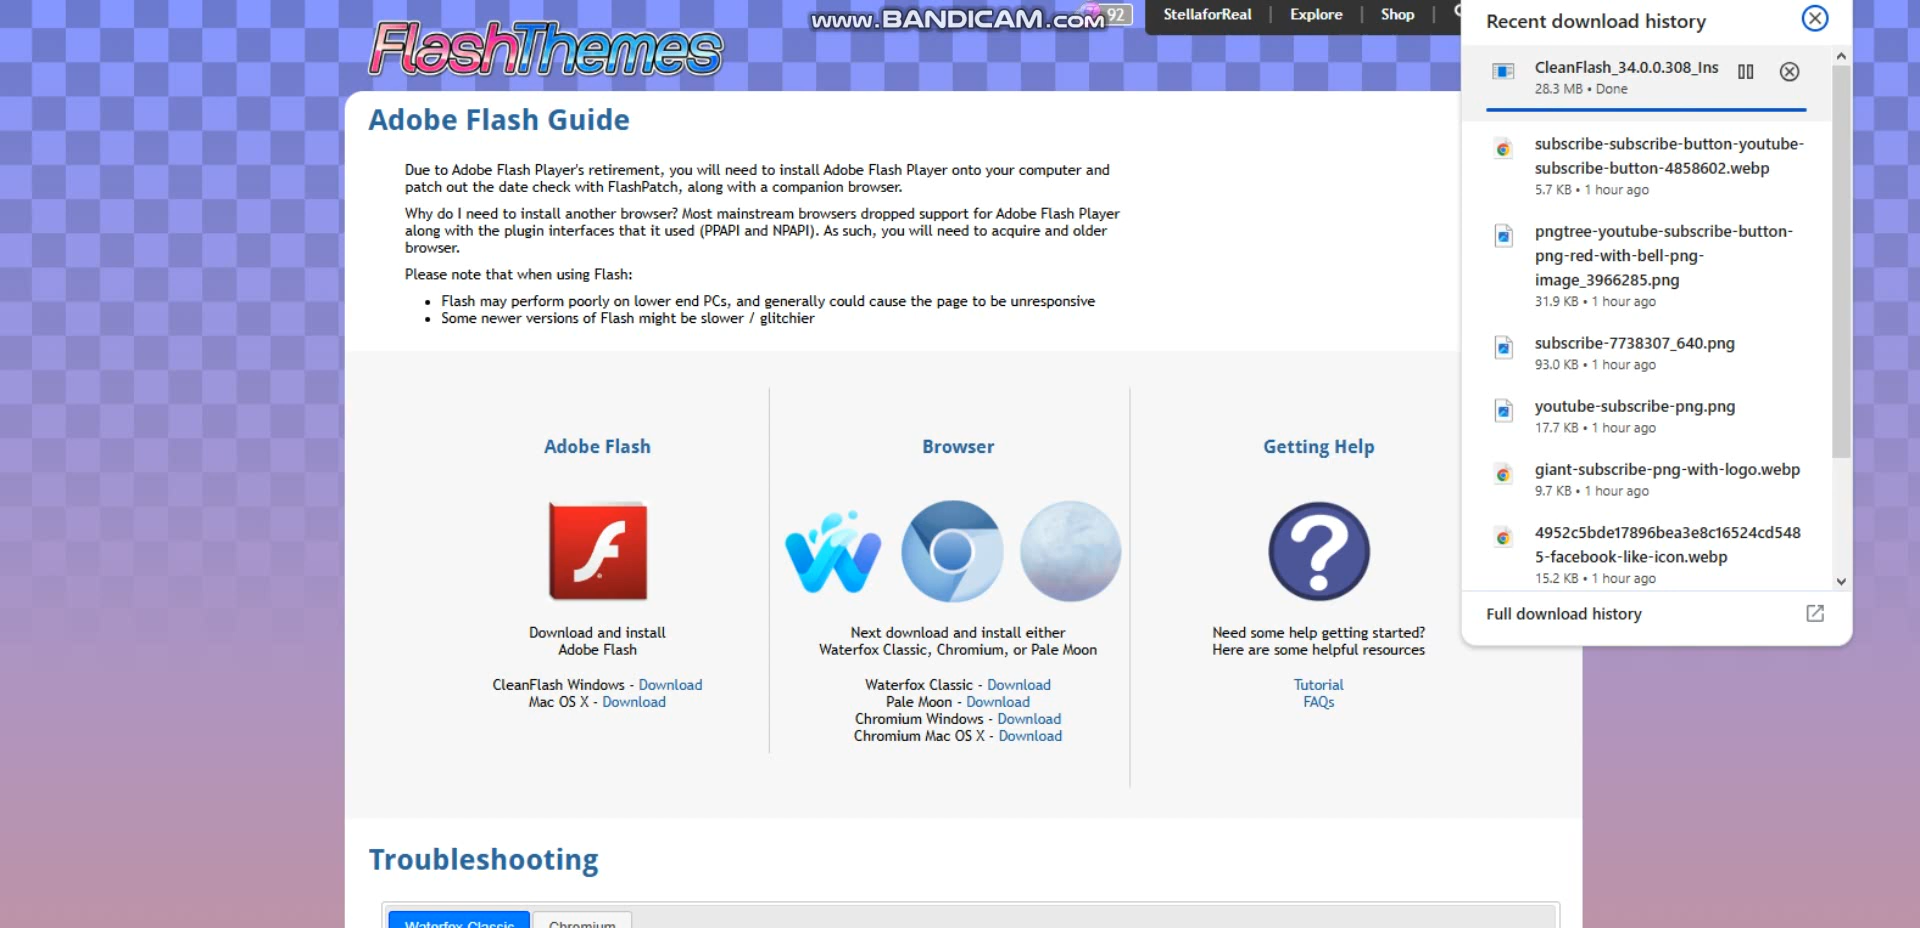 www.BANDICAM.com
92
StellaforReal
Explore
Shop
FlashThemes
Adobe Flash Guide
Due to Adobe Flash Player's retirement, you will need to install Adobe Flash Player onto your computer and
patch out the date check with FlashPatch, along with a companion browser.
Why do I need to install another browser? Most mainstream browsers dropped support for Adobe Flash Player
along with the plugin interfaces that it used (PPAPI and NPAPI). As such, you will need to acquire and older
browser.
Please note that when using Flash:
• Flash may perform poorly on lower end PCs, and generally could cause the page to be unresponsive
• Some newer versions of Flash might be slower / glitchier
Adobe Flash
Download and install
Adobe Flash
CleanFlash Windows - Download
Mac OS X - Download
Browser
Next download and install either
Waterfox Classic, Chromium, or Pale Moon
Waterfox Classic - Download
Pale Moon - Download
Chromium Windows - Download
Chromium Mac OS X - Download
Getting Help
Need some help getting started?
Here are some helpful resources
Tutorial
FAQs
Troubleshooting
Waterfox Classic
Chromium
Recent download history
CleanFlash_34.0.0.308_Ins
28.3 MB • Done
subscribe-subscribe-button-youtube-
subscribe-button-4858602.webp
5.7 KB • 1 hour ago
pngtree-youtube-subscribe-button-
png-red-with-bell-png-
image_3966285.png
31.9 KB • 1 hour ago
subscribe-7738307_640.png
93.0 KB • 1 hour ago
youtube-subscribe-png.png
17.7 KB • 1 hour ago
giant-subscribe-png-with-logo.webp
9.7 KB • 1 hour ago
4952c5bde17896bea3e8c16524cd548
5-facebook-like-icon.webp
15.2 KB • 1 hour ago
Full download history